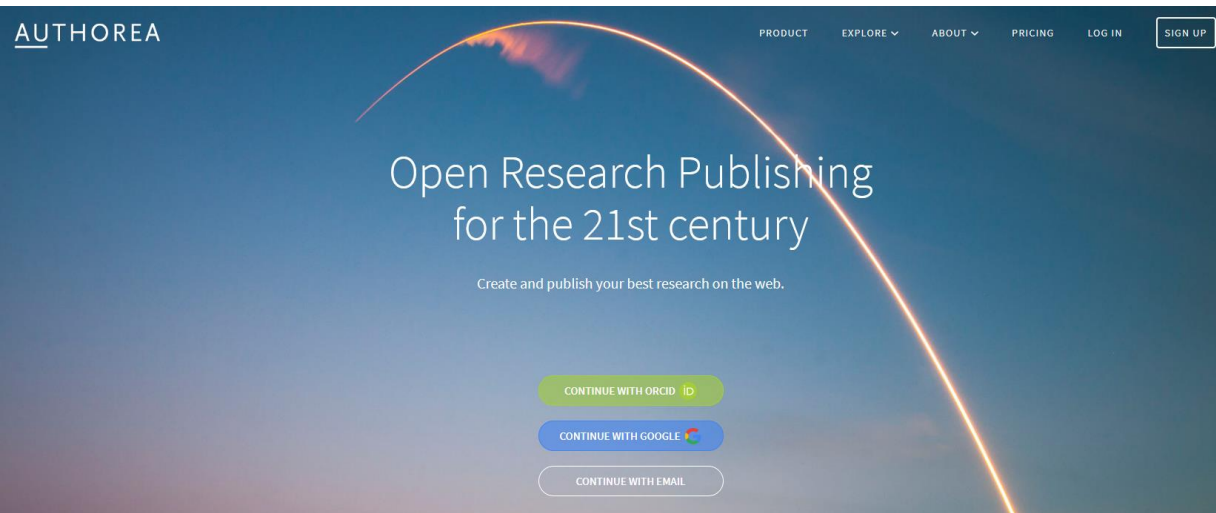 AUTHOREA
PRODUCT EXPLORE ABOUT PRICING LOG IN SIGN UP
Open Research Publishing
for the 21st century
Create and publish your best research on the web.
CONTINUE WITH ORCID iD
CONTINUE WITH GOOGLE G
CONTINUE WITH EMAIL